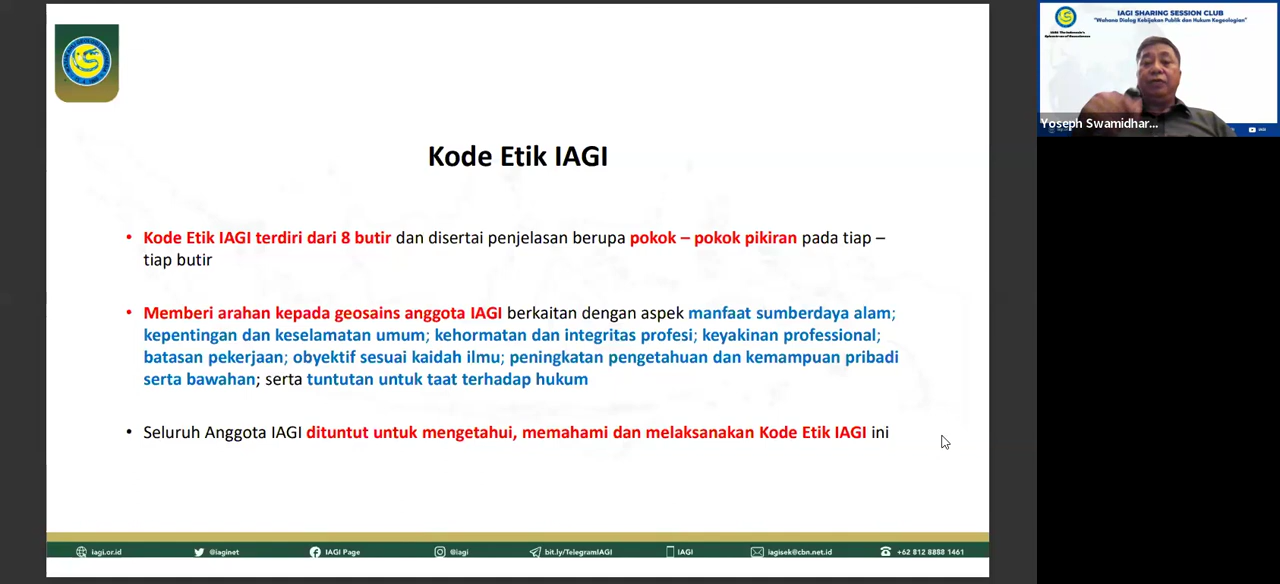 Kode Etik IAGI
• Kode Etik IAGI terdiri dari 8 butir dan disertai penjelasan berupa pokok – pokok pikiran pada tiap –
tiap butir
• Memberi arahan kepada geosains anggota IAGI berkaitan dengan aspek manfaat sumberdaya alam;
kepentingan dan keselamatan umum; kehormatan dan integritas profesi; keyakinan professional;
batasan pekerjaan; obyektif sesuai kaidah ilmu; peningkatan pengetahuan dan kemampuan pribadi
serta bawahan; serta tuntutan untuk taat terhadap hukum
• Seluruh Anggota IAGI dituntut untuk mengetahui, memahami dan melaksanakan Kode Etik IAGI ini
iagi.or.id @iaginet IAGI Page @iagi bit.ly/TelegramIAGI IAGI iagisek@cbn.net.id +62 812 8888 1461
IAGI SHARING SESSION CLUB
"Wahana Dialog Kebijakan Publik dan Hukum Kegeologian"
Yoseph Swamidhar...